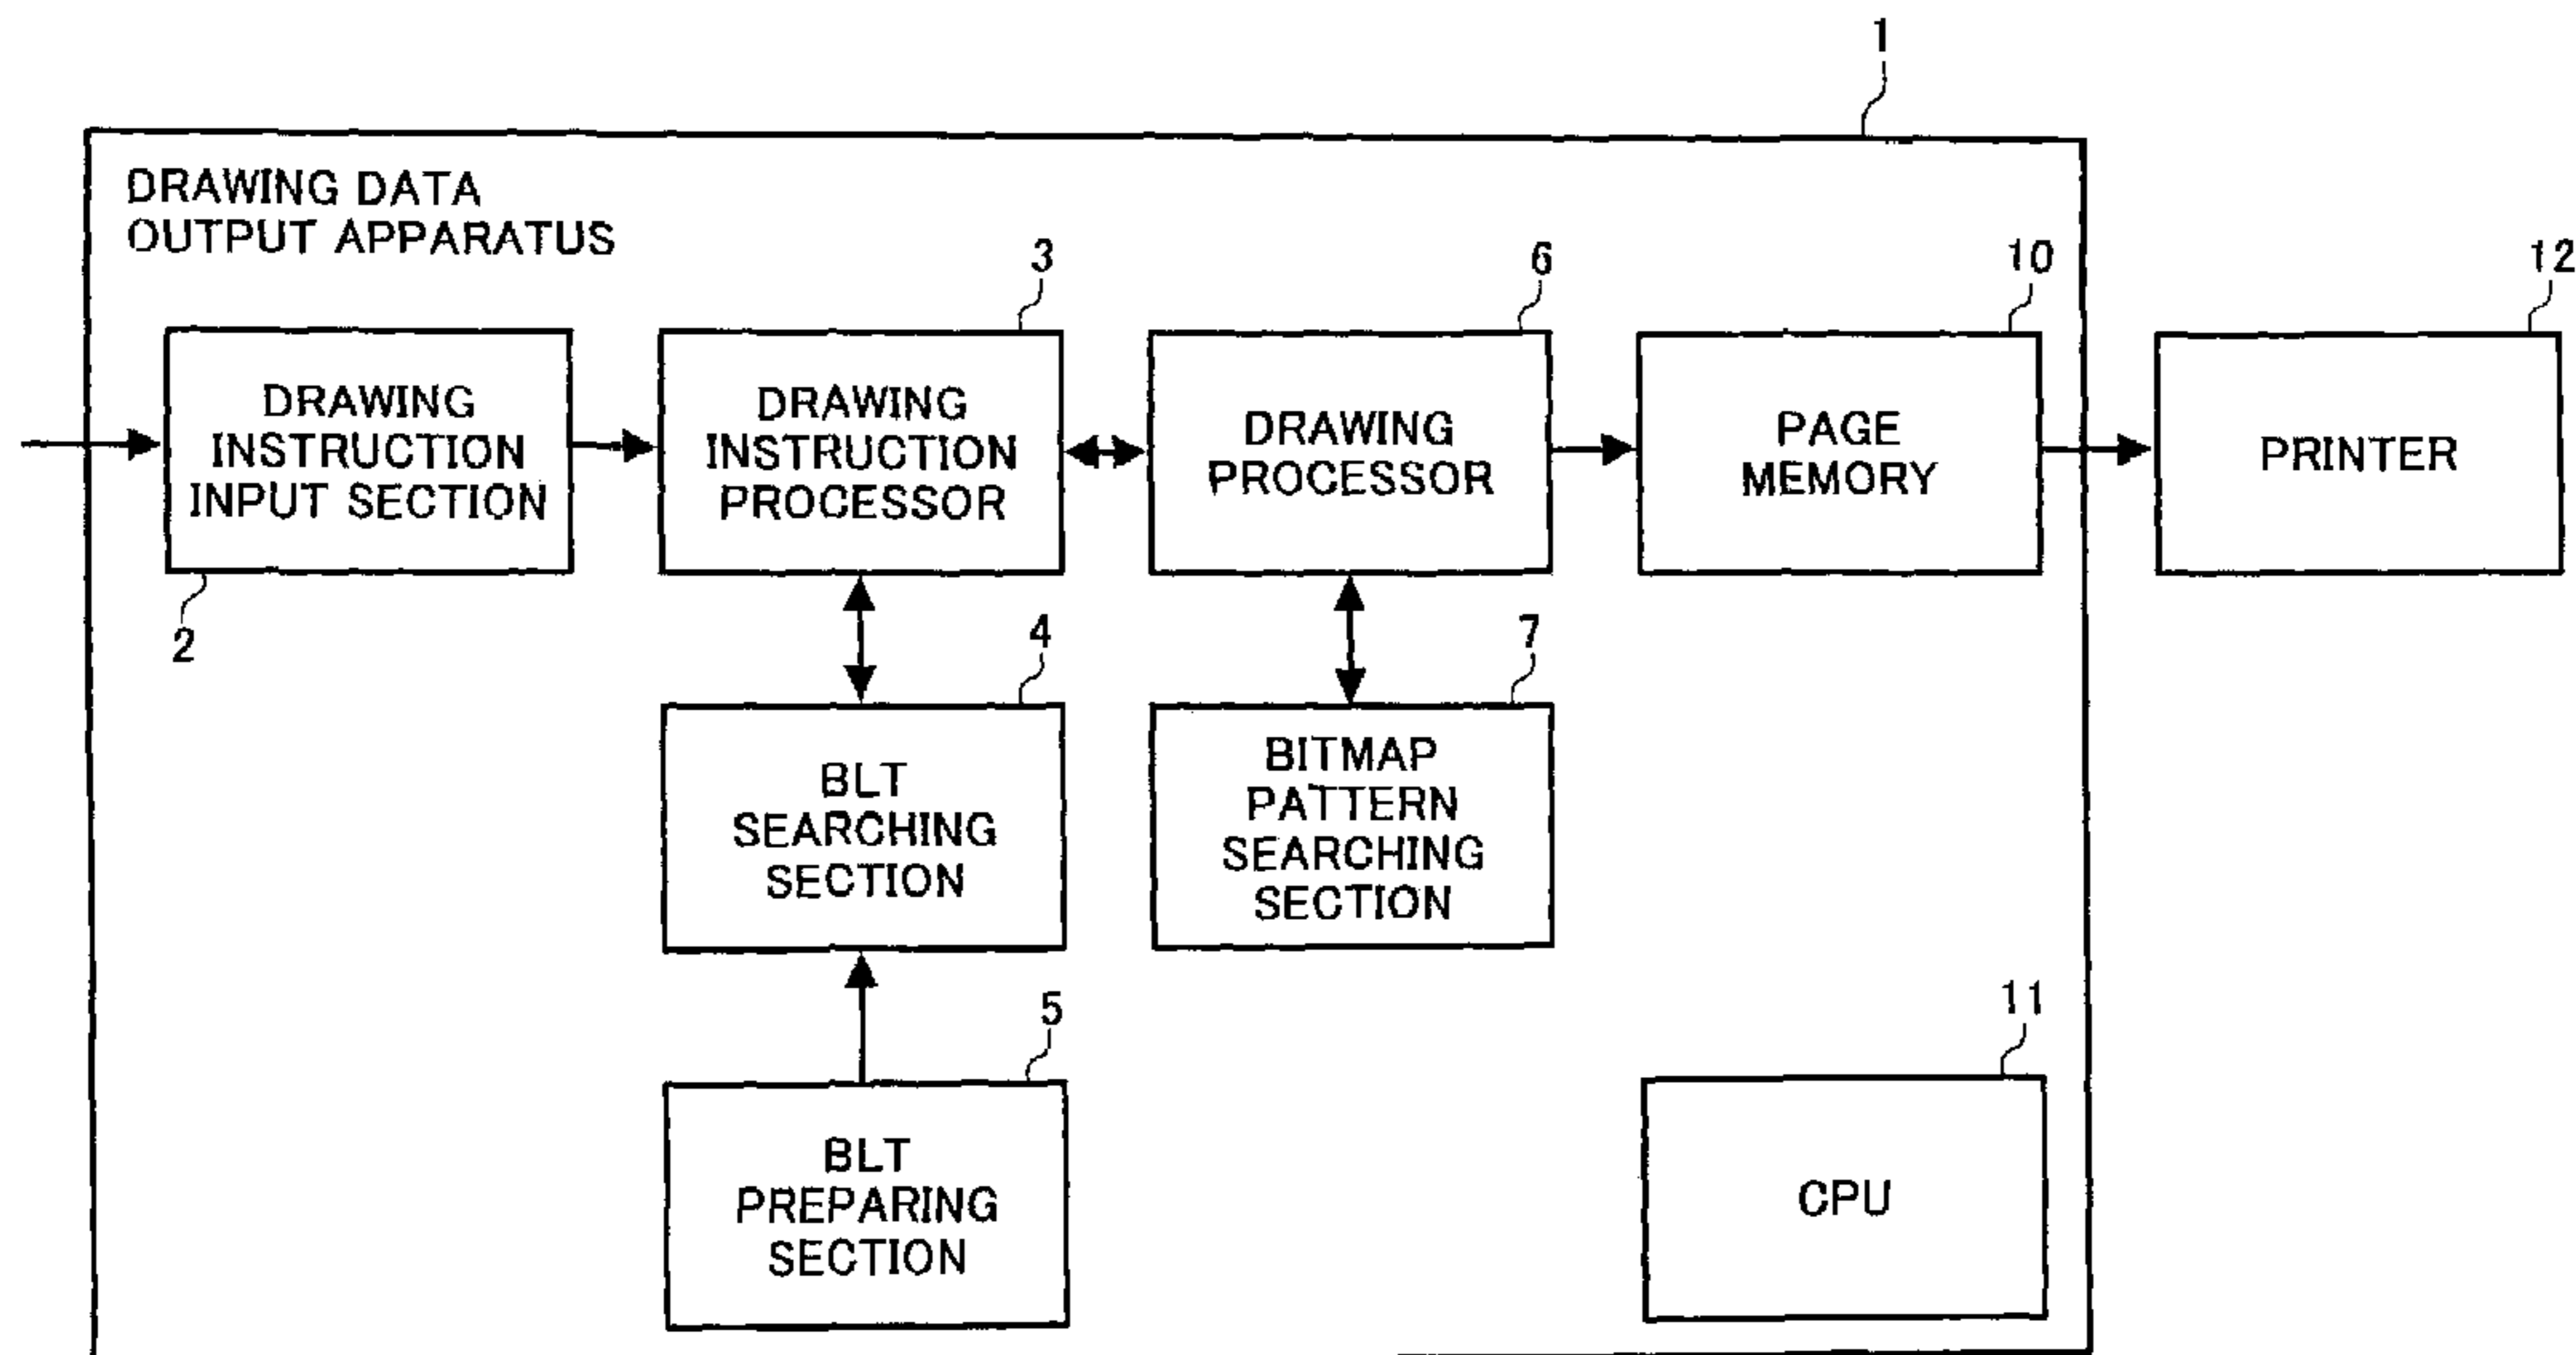 1
DRAWING DATA
OUTPUT APPARATUS
3
6
10
12
DRAWING
INSTRUCTION
INPUT SECTION
DRAWING
INSTRUCTION
PROCESSOR
DRAWING
PROCESSOR
PAGE
MEMORY
PRINTER
2
4
7
BLT
SEARCHING
SECTION
BITMAP
PATTERN
SEARCHING
SECTION
5
11
BLT
PREPARING
SECTION
CPU